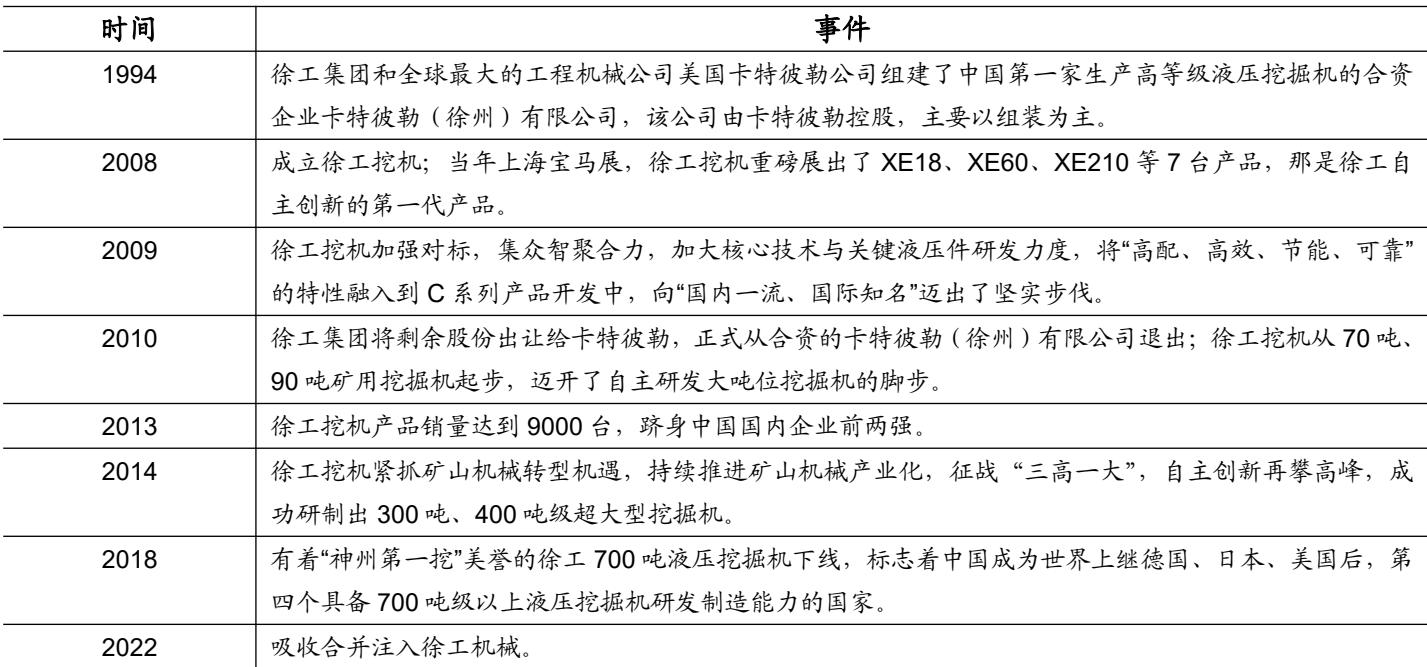 时间 事件
1994 徐工集团和全球最大的工程机械公司美国卡特彼勒公司组建了中国第一家生产高等级液压挖掘机的合资
企业卡特彼勒（徐州）有限公司，该公司由卡特彼勒控股，主要以组装为主。
2008 成立徐工挖机；当年上海宝马展，徐工挖机重磅展出了 XE18、XE60、XE210 等 7 台产品，那是徐工自
主创新的第一代产品。
2009 徐工挖机加强对标，集众智聚合力，加大核心技术与关键液压件研发力度，将“高配、高效、节能、可靠”
的特性融入到 C 系列产品开发中，向“国内一流、国际知名”迈出了坚实步伐。
2010 徐工集团将剩余股份出让给卡特彼勒，正式从合资的卡特彼勒（徐州）有限公司退出；徐工挖机从 70 吨、
90 吨矿用挖掘机起步，迈开了自主研发大吨位挖掘机的脚步。
2013 徐工挖机产品销量达到 9000 台，跻身中国国内企业前两强。
2014 徐工挖机紧抓矿山机械转型机遇，持续推进矿山机械产业化，征战“三高一大”，自主创新再攀高峰，成
功研制出 300 吨、400 吨级超大型挖掘机。
2018 有着“神州第一挖”美誉的徐工 700 吨液压挖掘机下线，标志着中国成为世界上继德国、日本、美国后，第
四个具备 700 吨级以上液压挖掘机研发制造能力的国家。
2022 吸收合并注入徐工机械。